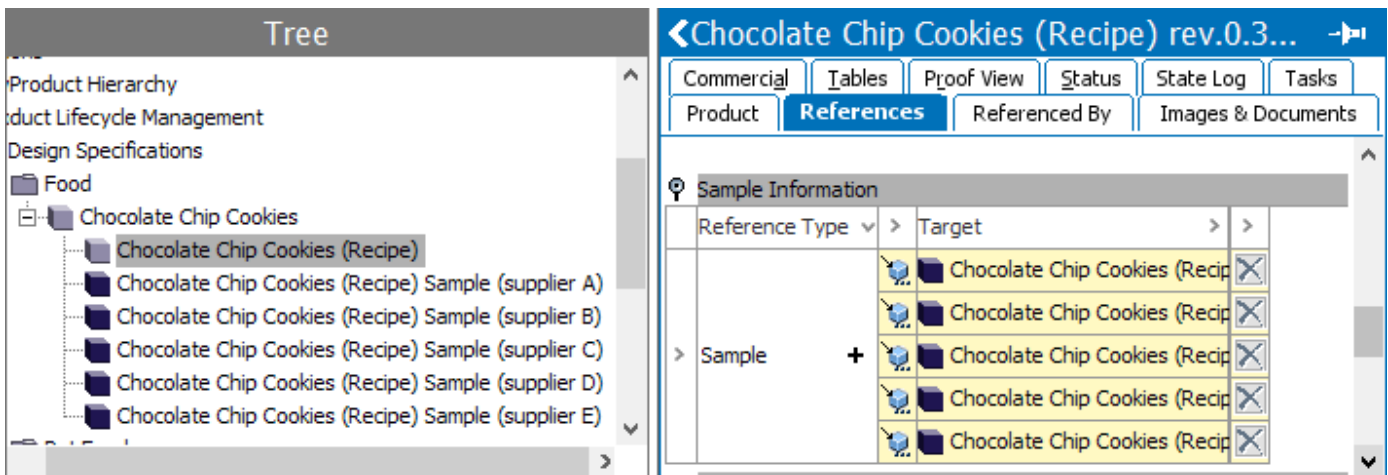 Tree
Product Hierarchy
duct Lifecycle Management
Design Specifications
Food
Chocolate Chip Cookies
Chocolate Chip Cookies (Recipe)
Chocolate Chip Cookies (Recipe) Sample (supplier A)
Chocolate Chip Cookies (Recipe) Sample (supplier B)
Chocolate Chip Cookies (Recipe) Sample (supplier C)
Chocolate Chip Cookies (Recipe) Sample (supplier D)
Chocolate Chip Cookies (Recipe) Sample (supplier E)
Chocolate Chip Cookies (Recipe) rev.0.3...
Commercial Tables Proof View Status State Log Tasks
Product References Referenced By Images & Documents
Sample Information
Reference Type > Target > >
Chocolate Chip Cookies (Recip
Chocolate Chip Cookies (Recip
> Sample + Chocolate Chip Cookies (Recip
Chocolate Chip Cookies (Recip
Chocolate Chip Cookies (Recip